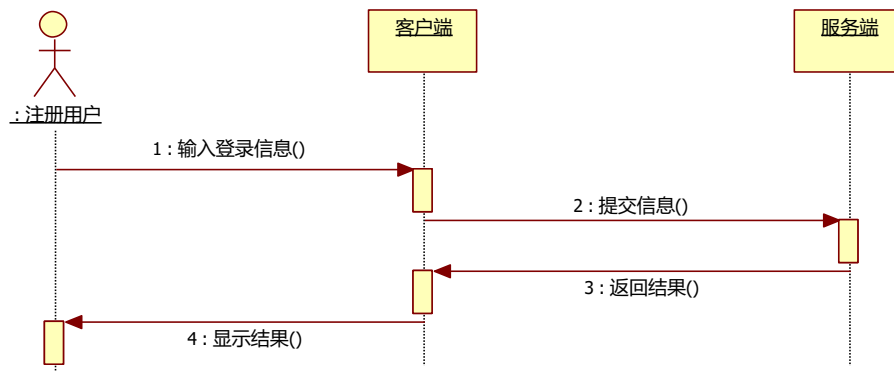 客户端
服务端
: 注册用户
1 : 输入登录信息()
2 : 提交信息()
3 : 返回结果()
4 : 显示结果()